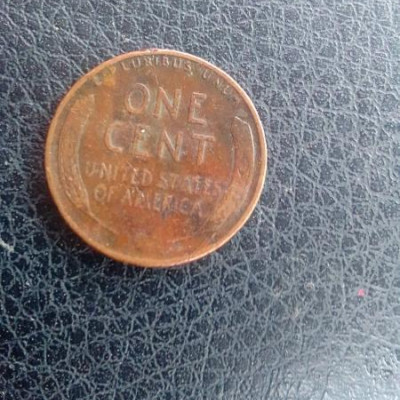 E PLURIBUS UNUM
ONE
CENT
UNITED STATES
OF AMERICA